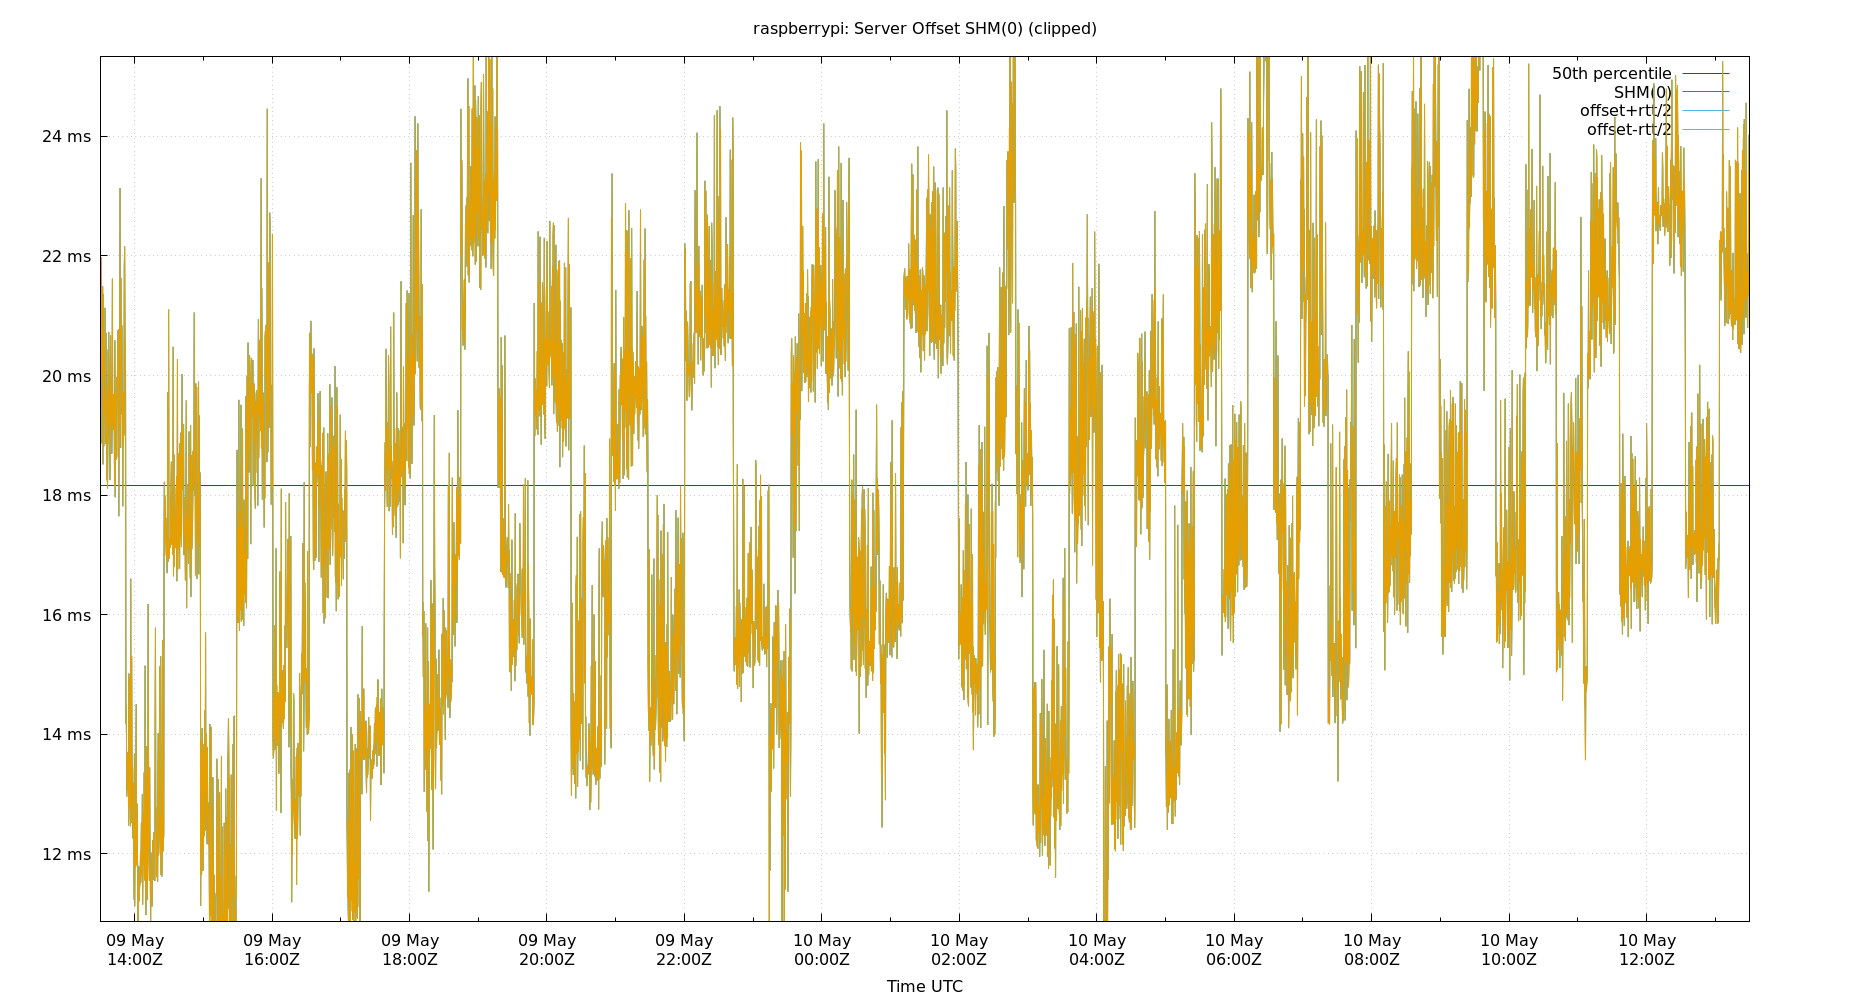 raspberrypi: Server Offset SHM(0) (clipped)
50th percentile
SHM(0)
offset+rtt/2
offset-rtt/2
24 ms
22 ms
20 ms
18 ms
16 ms
14 ms
12 ms
09 May 09 May 09 May 09 May 09 May 10 May 10 May 10 May 10 May 10 May 10 May 10 May
14:00Z 16:00Z 18:00Z 20:00Z 22:00Z 00:00Z 02:00Z 04:00Z 06:00Z 08:00Z 10:00Z 12:00Z
Time UTC